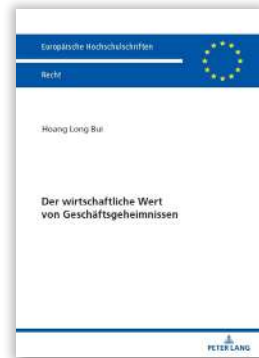 Europäische Hochschulschriften
Recht
Hoang Long Bui
Der wirtschaftliche Wert
von Geschäftsgeheimnissen
PETER LANG